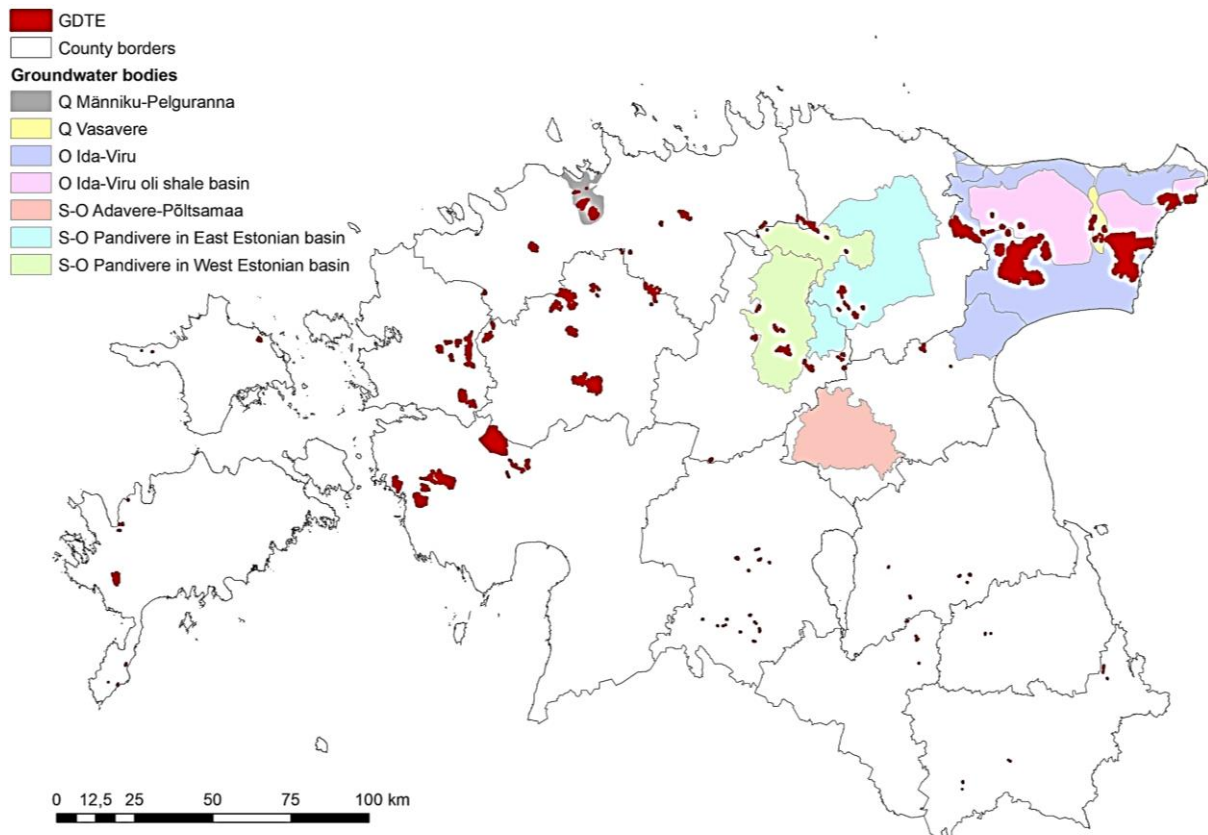 GDTE
County borders
Groundwater bodies
Q Männiku-Pelguranna
Q Vasavere
O Ida-Viru
O Ida-Viru oli shale basin
S-O Adavere-Põltsamaa
S-O Pandivere in East Estonian basin
S-O Pandivere in West Estonian basin
0 12,5 25 50 75 100 km